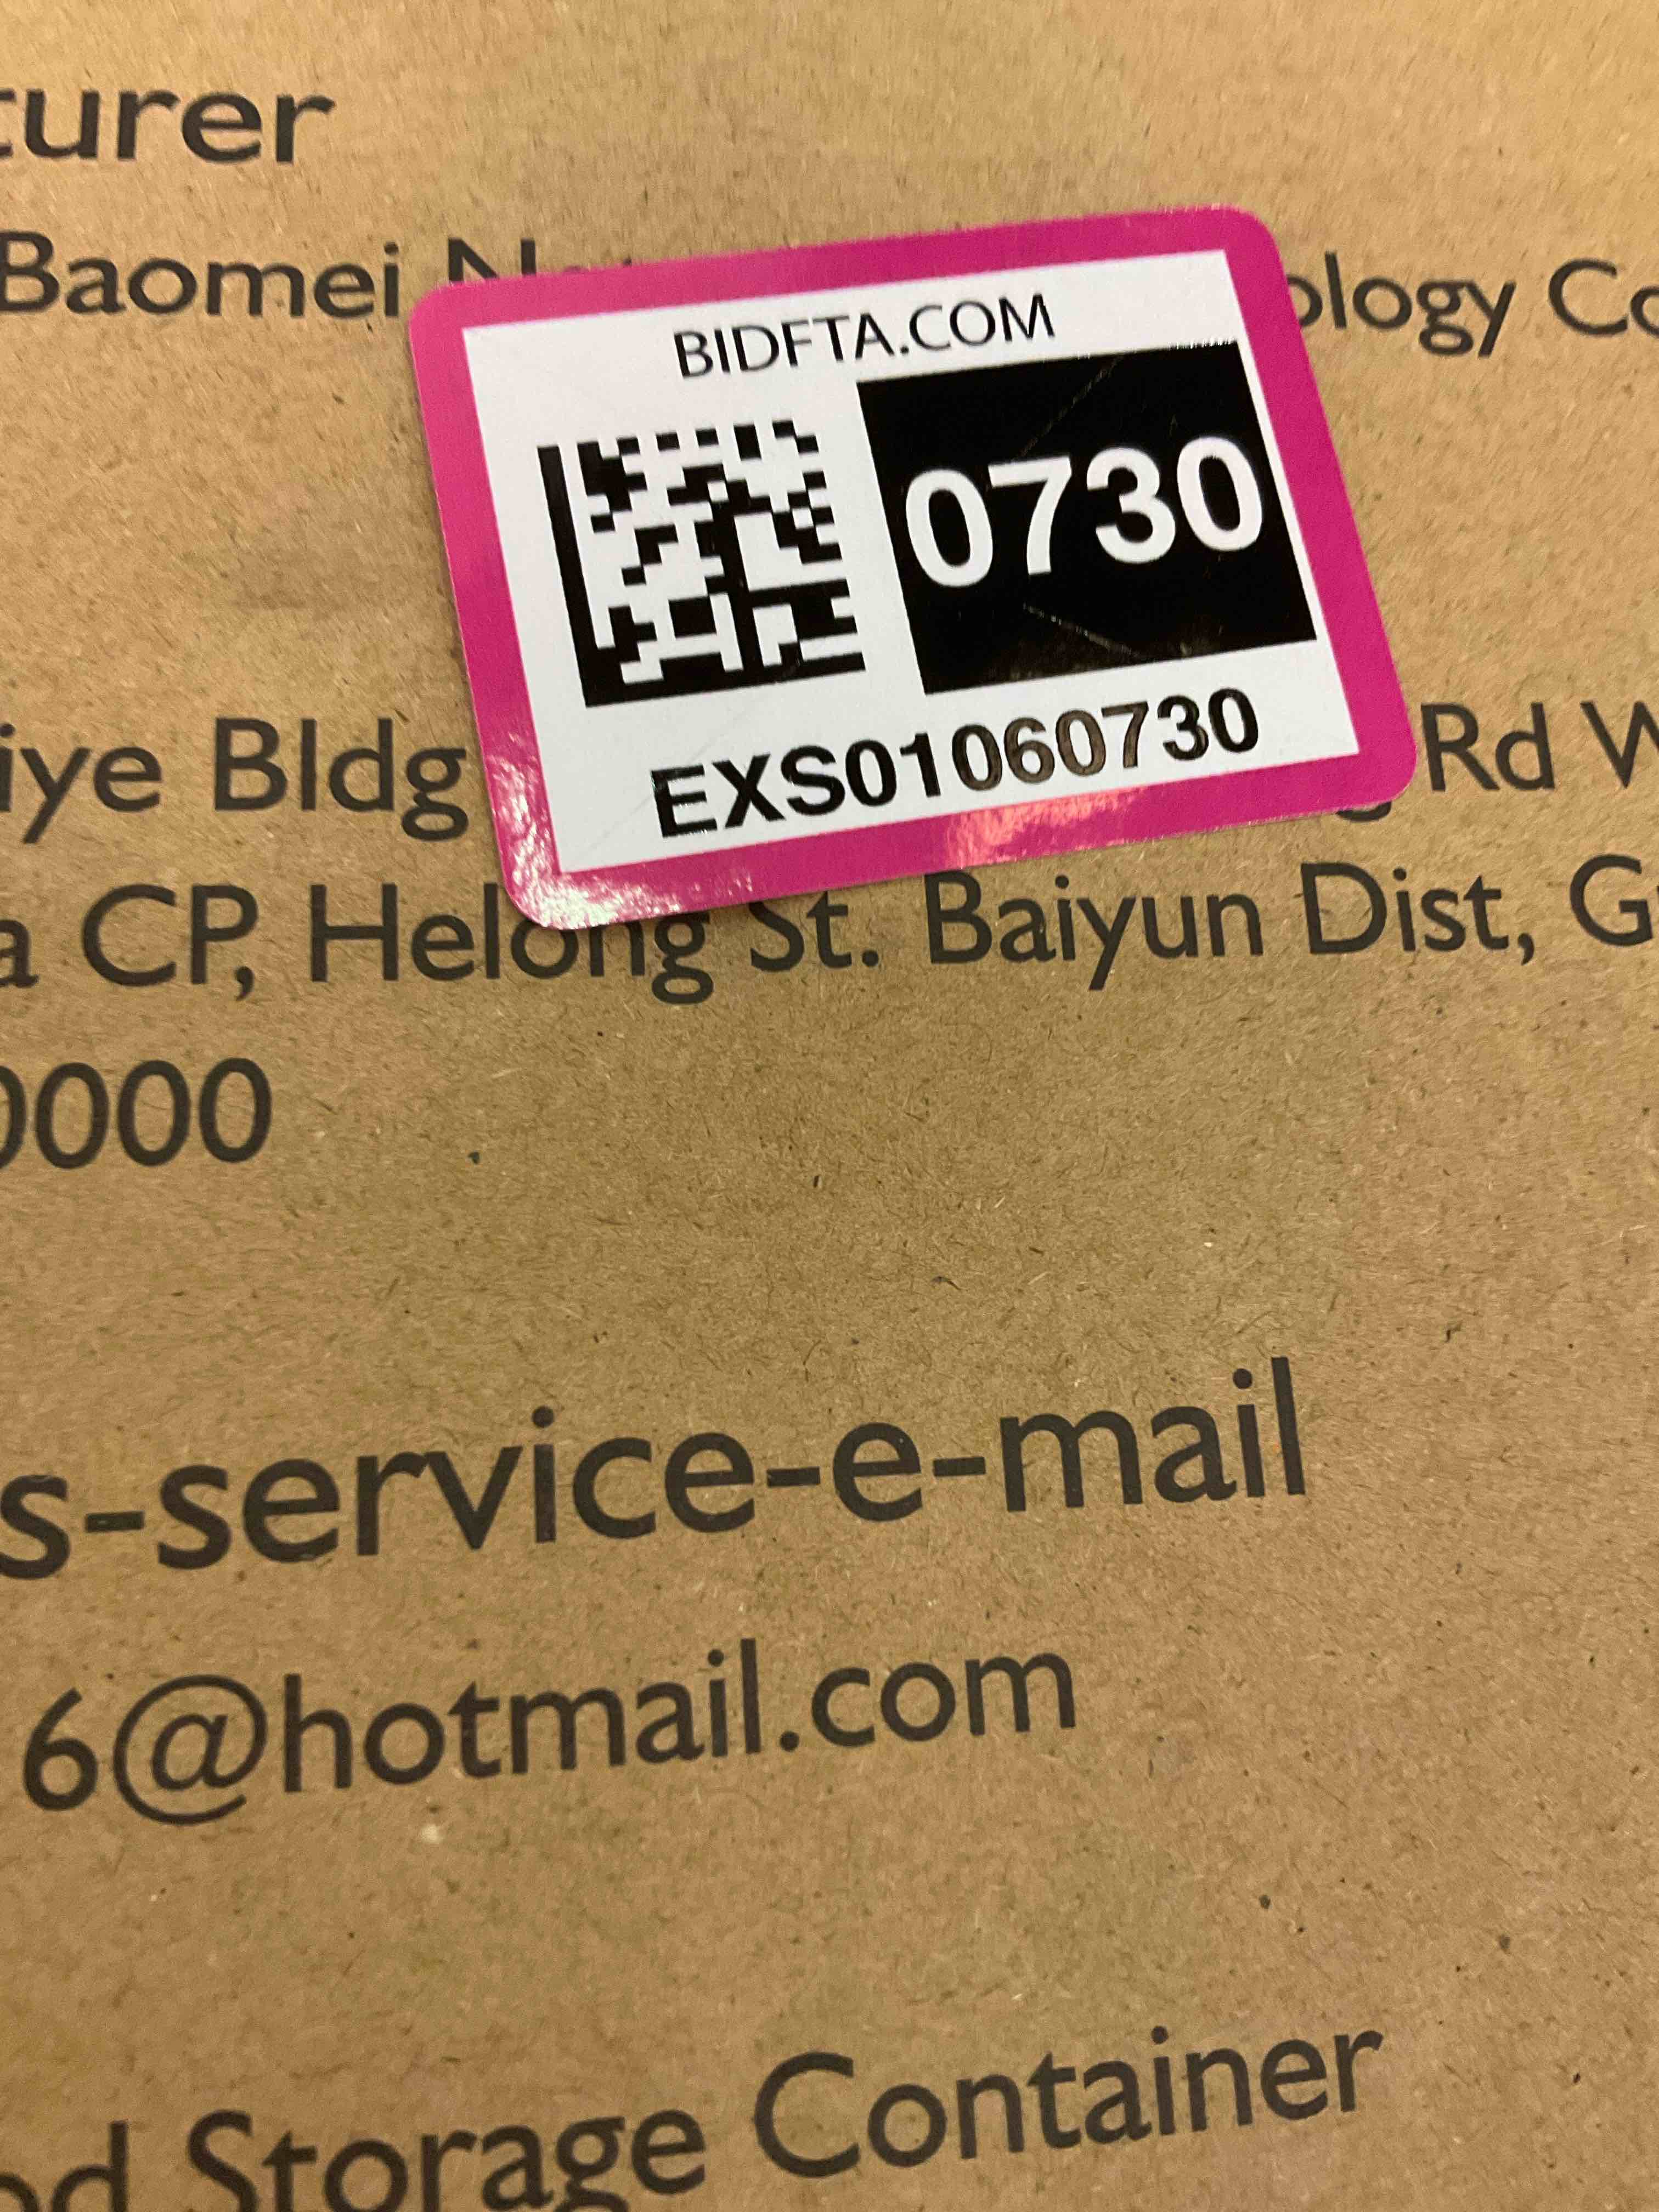 turer
Baomei ology Co
BIDFTA.COM
0730
EXS01060730
iye Bldg Rd W
a CP, Helong St. Baiyun Dist, G
0000
s-service-e-mail
6@hotmail.com
od Storage Container